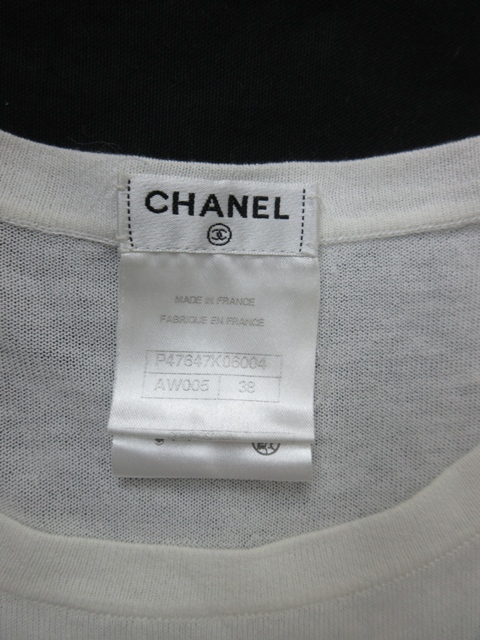 CHANEL
MADE IN FRANCE
FABRIQUE EN FRANCE
P47647K06004
AW005 38